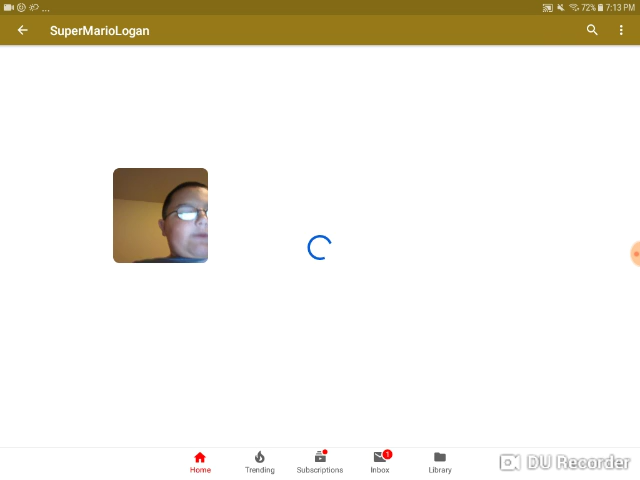 ... 72% 7:13 PM
SuperMarioLogan
Home Trending Subscriptions Inbox 1 Library
DU Recorder